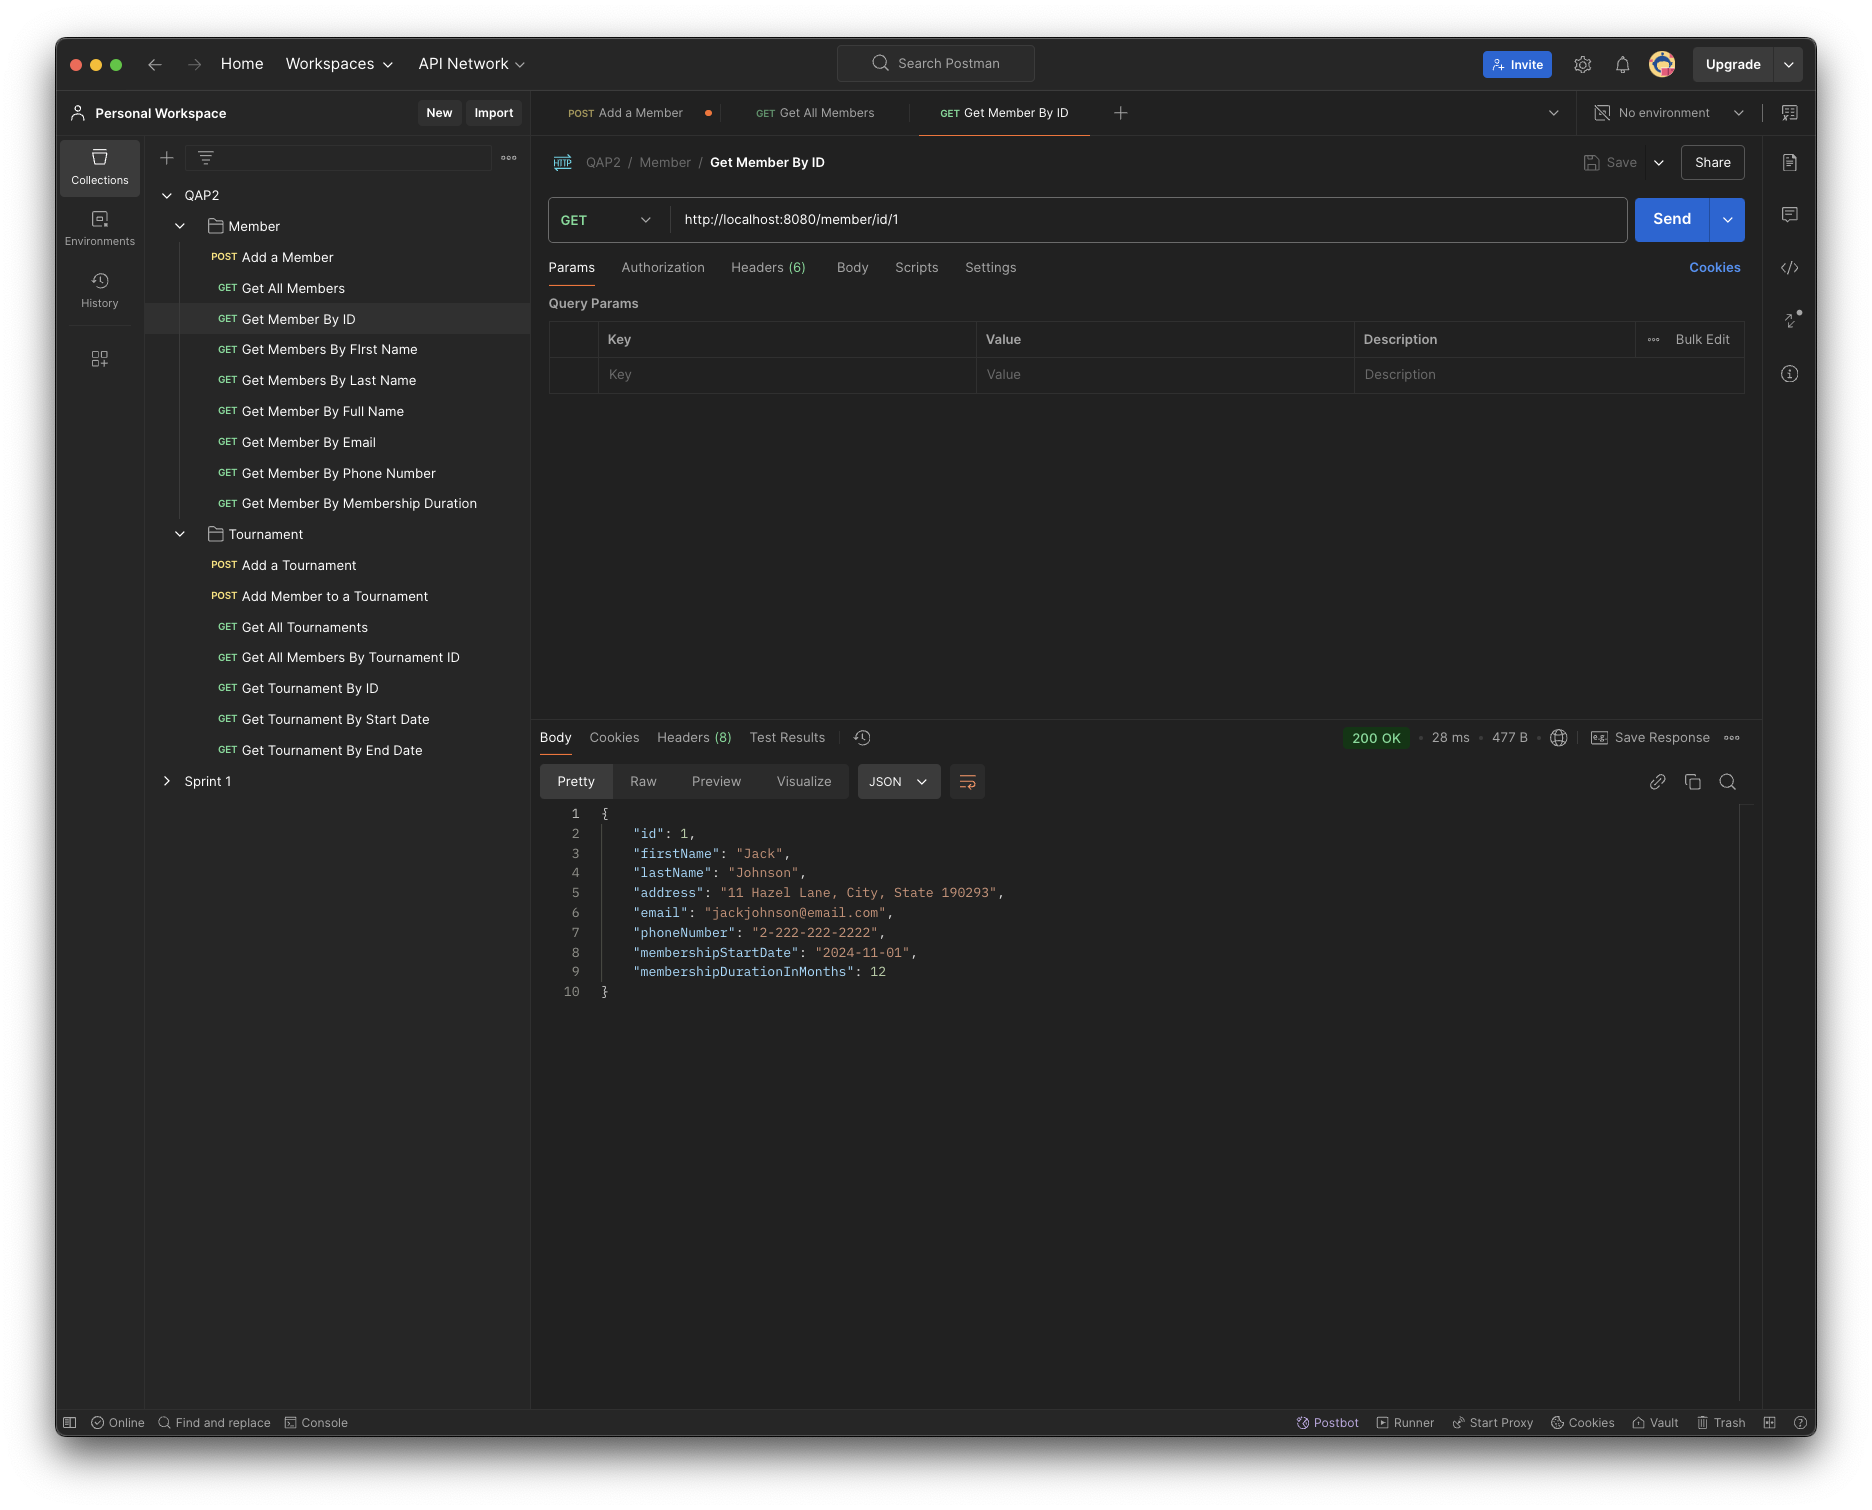 Home Workspaces API Network Search Postman Invite Upgrade
Personal Workspace New Import
POST Add a Member GET Get All Members GET Get Member By ID No environment
Collections
Environments
History
QAP2
Member
POST Add a Member
GET Get All Members
GET Get Member By ID
GET Get Members By FIrst Name
GET Get Members By Last Name
GET Get Member By Full Name
GET Get Member By Email
GET Get Member By Phone Number
GET Get Member By Membership Duration
Tournament
POST Add a Tournament
POST Add Member to a Tournament
GET Get All Tournaments
GET Get All Members By Tournament ID
GET Get Tournament By ID
GET Get Tournament By Start Date
GET Get Tournament By End Date
Sprint 1
HTTP QAP2 / Member / Get Member By ID Save Share
GET http://localhost:8080/member/id/1 Send
Params Authorization Headers (6) Body Scripts Settings Cookies
Query Params
Key Value Description Bulk Edit
Key Value Description
Body Cookies Headers (8) Test Results 200 OK • 28 ms • 477 B • e.g. Save Response
Pretty Raw Preview Visualize JSON
1 {
2 "id": 1,
3 "firstName": "Jack",
4 "lastName": "Johnson",
5 "address": "11 Hazel Lane, City, State 190293",
6 "email": "jackjohnson@email.com",
7 "phoneNumber": "2-222-222-2222",
8 "membershipStartDate": "2024-11-01",
9 "membershipDurationInMonths": 12
10 }
Online Find and replace Console Postbot Runner Start Proxy Cookies Vault Trash